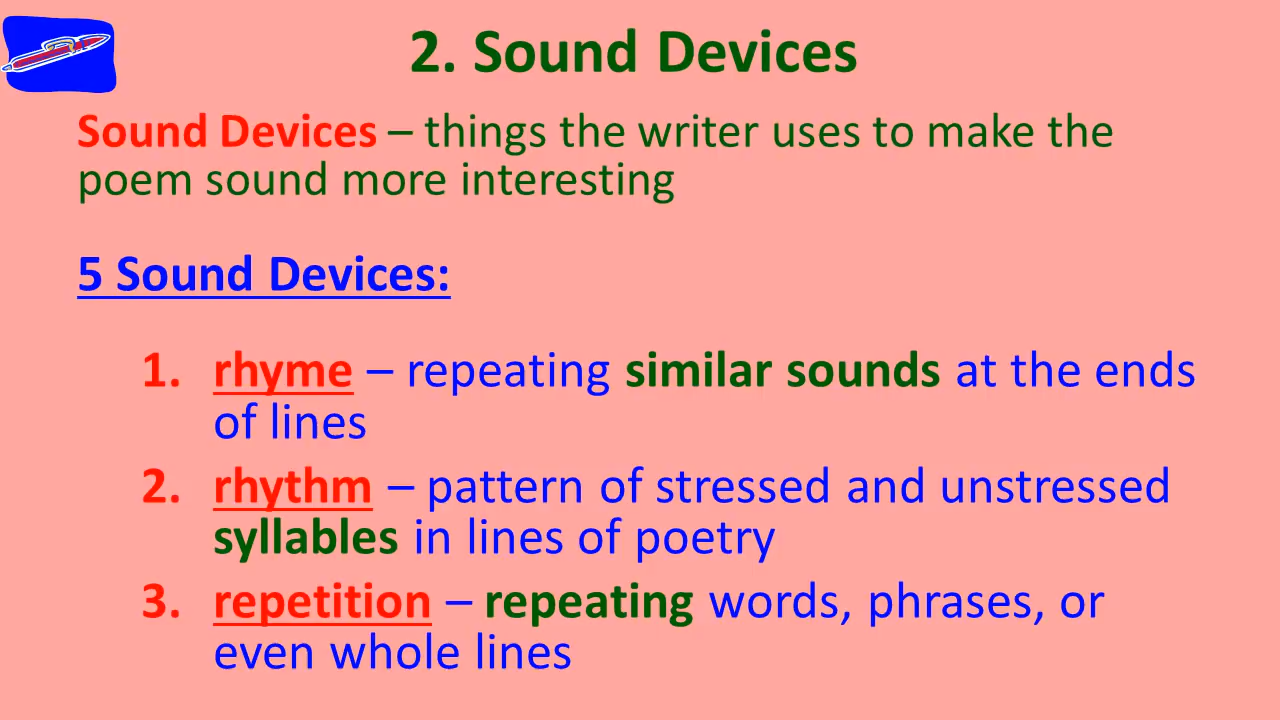 2. Sound Devices
Sound Devices – things the writer uses to make the
poem sound more interesting
5 Sound Devices:
1. rhyme – repeating similar sounds at the ends
of lines
2. rhythm – pattern of stressed and unstressed
syllables in lines of poetry
3. repetition – repeating words, phrases, or
even whole lines